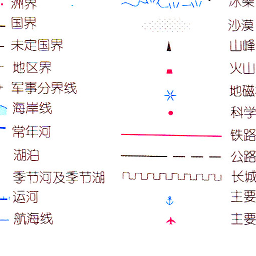 洲界
国界
未定国界
地区界
军事分界线
海岸线
常年河
湖泊
季节河及季节湖
运河
航海线
沙漠
山峰
火山
地磁
科学
铁路
公路
长城
主要
主要